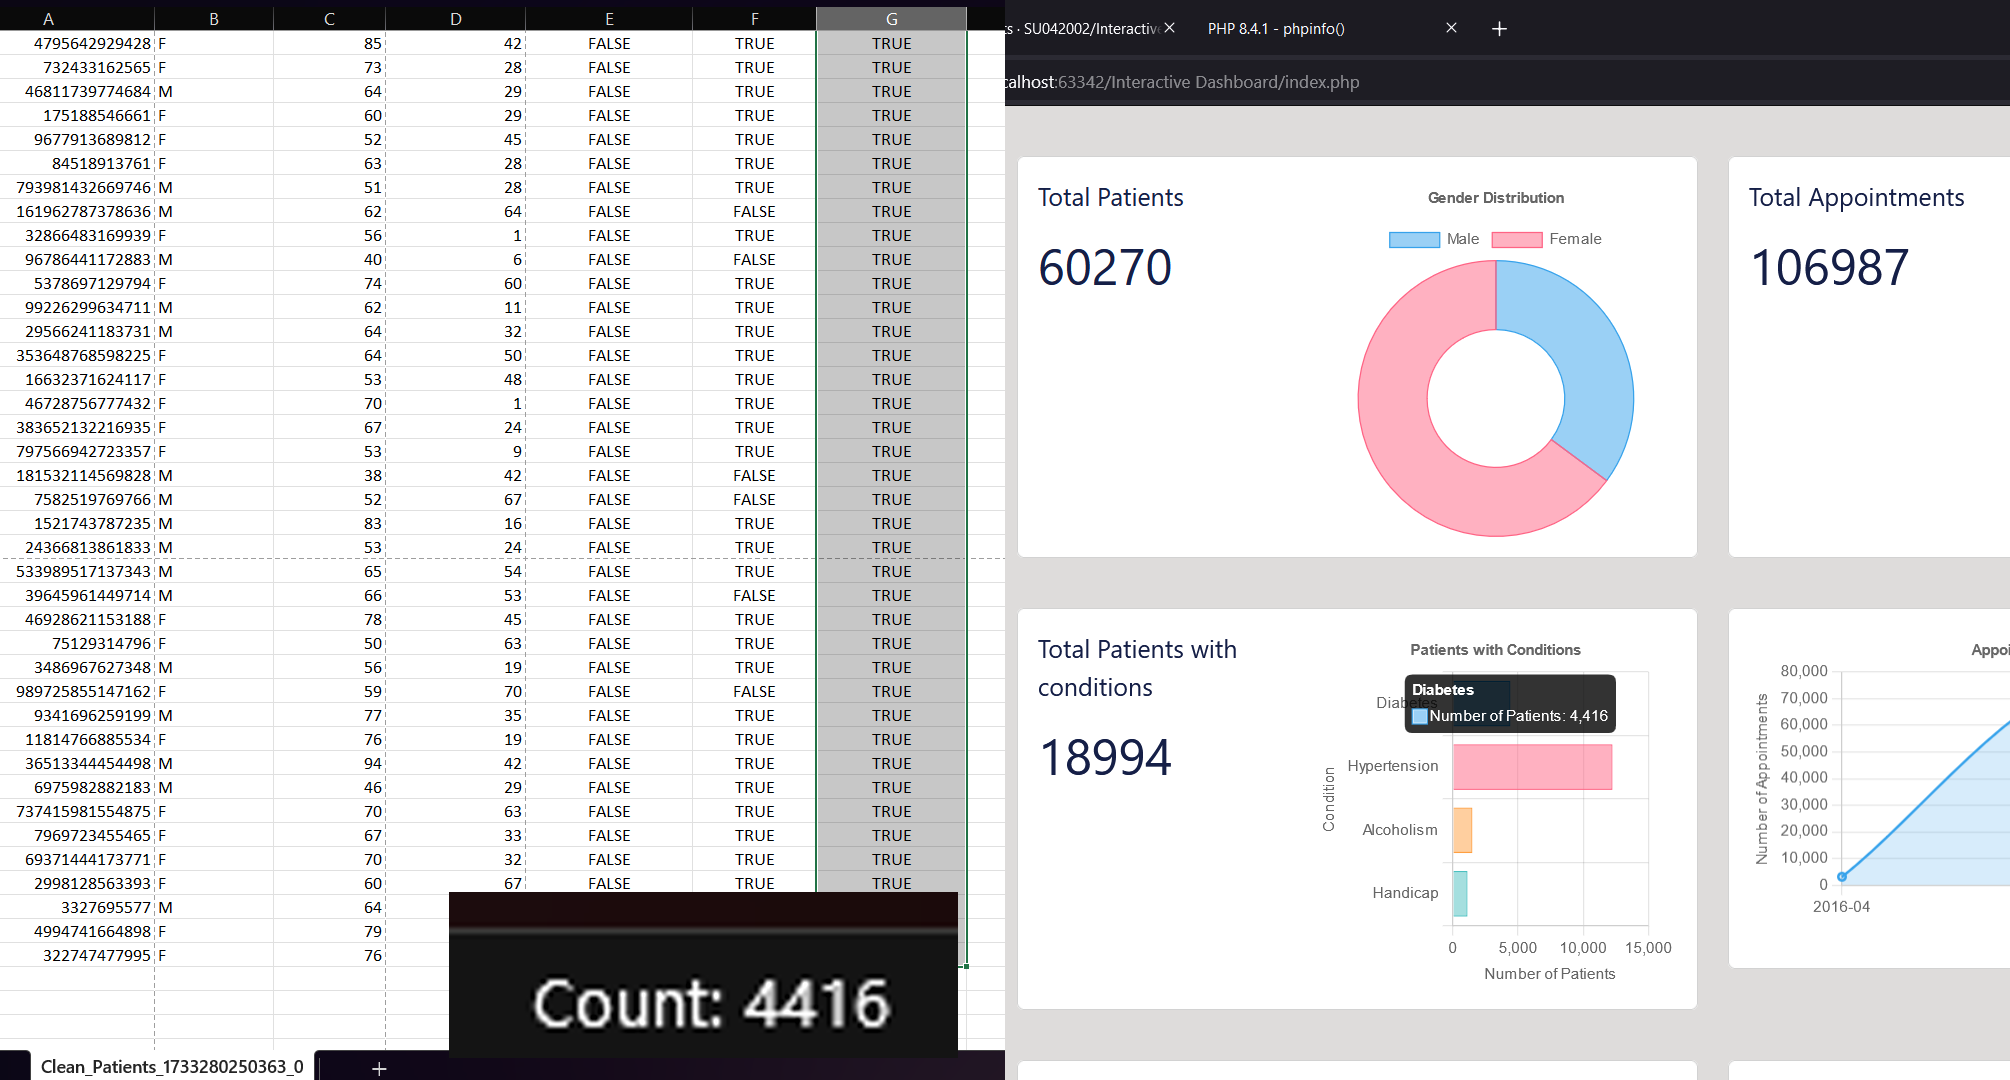 A B C D E F G
4795642929428 F 85 42 FALSE TRUE TRUE
732433162565 F 73 28 FALSE TRUE TRUE
46811739774684 M 64 29 FALSE TRUE TRUE
175188546661 F 60 29 FALSE TRUE TRUE
9677913689812 F 52 45 FALSE TRUE TRUE
84518913761 F 63 28 FALSE TRUE TRUE
793981432669746 M 51 28 FALSE TRUE TRUE
161962787378636 M 62 64 FALSE FALSE TRUE
32866483169939 F 56 1 FALSE TRUE TRUE
96786441172883 M 40 6 FALSE FALSE TRUE
5378697129794 F 74 60 FALSE TRUE TRUE
99226299634711 M 62 11 FALSE TRUE TRUE
29566241183731 M 64 32 FALSE TRUE TRUE
353648768598225 F 64 50 FALSE TRUE TRUE
16632371624117 F 53 48 FALSE TRUE TRUE
46728756777432 F 70 1 FALSE TRUE TRUE
383652132216935 F 67 24 FALSE TRUE TRUE
797566942723357 F 53 9 FALSE TRUE TRUE
181532114569828 M 38 42 FALSE FALSE TRUE
7582519769766 M 52 67 FALSE FALSE TRUE
1521743787235 M 83 16 FALSE TRUE TRUE
24366813861833 M 53 24 FALSE TRUE TRUE
533989517137343 M 65 54 FALSE TRUE TRUE
39645961449714 M 66 53 FALSE FALSE TRUE
46928621153188 F 78 45 FALSE TRUE TRUE
75129314796 F 50 63 FALSE TRUE TRUE
3486967627348 M 56 19 FALSE TRUE TRUE
989725855147162 F 59 70 FALSE FALSE TRUE
9341696259199 M 77 35 FALSE TRUE TRUE
11814766885534 F 76 19 FALSE TRUE TRUE
36513344454498 M 94 42 FALSE TRUE TRUE
6975982882183 M 46 29 FALSE TRUE TRUE
737415981554875 F 70 63 FALSE TRUE TRUE
7969723455465 F 67 33 FALSE TRUE TRUE
69371444173771 F 70 32 FALSE TRUE TRUE
2998128563393 F 60 67 FALSE TRUE TRUE
3327695577 M 64
4994741664898 F 79
322747477995 F 76
Count: 4416
Clean_Patients_1733280250363_0 +
cs · SU042002/Interactive × PHP 8.4.1 - phpinfo() × +
calhost:63342/Interactive Dashboard/index.php
Total Patients
60270
Gender Distribution
Male Female
Total Appointments
106987
Total Patients with
conditions
18994
Patients with Conditions
Diabetes
Number of Patients: 4,416
Diabetes
Hypertension
Alcoholism
Handicap
Condition
0 5,000 10,000 15,000
Number of Patients
Appoi
80,000
70,000
60,000
50,000
40,000
30,000
20,000
10,000
0
Number of Appointments
2016-04